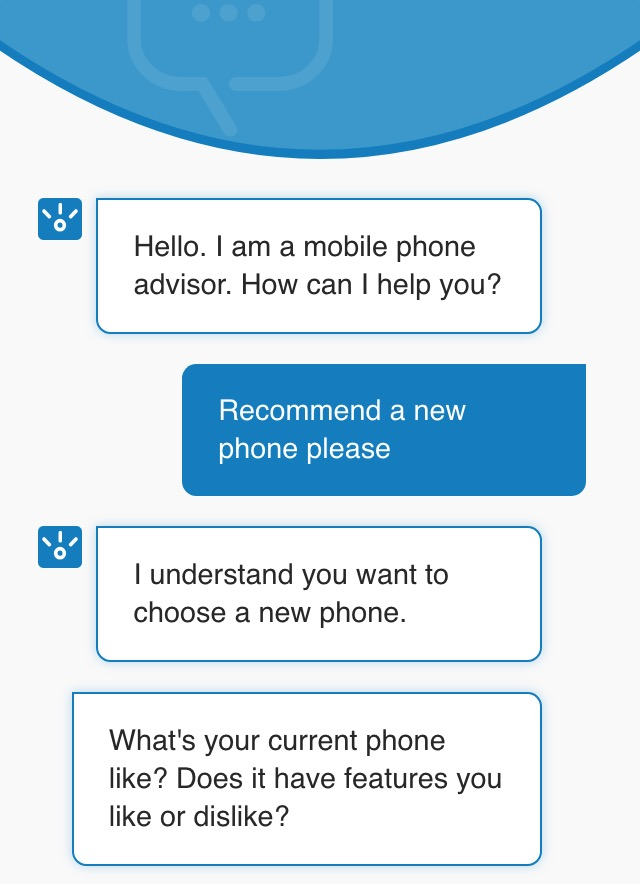 Hello. I am a mobile phone
advisor. How can I help you?
Recommend a new
phone please
I understand you want to
choose a new phone.
What's your current phone
like? Does it have features you
like or dislike?